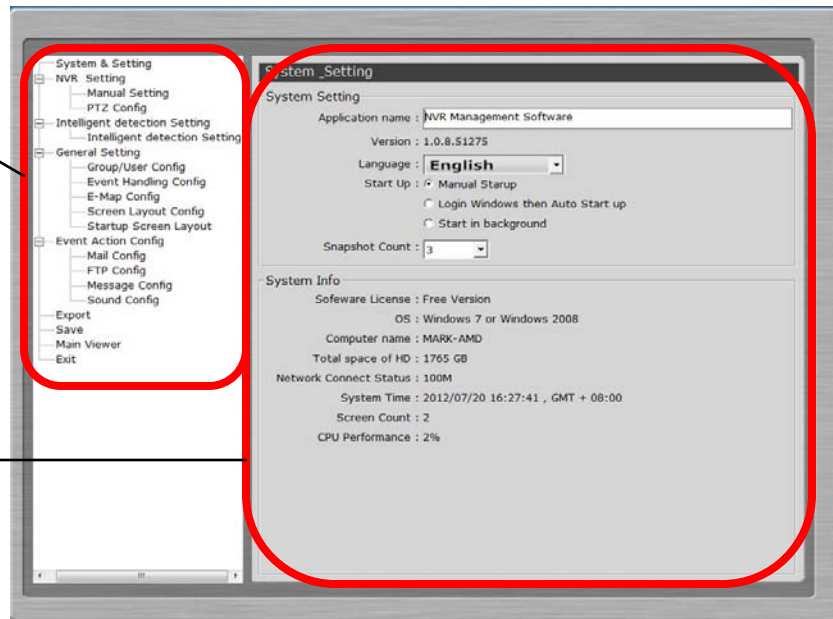 System & Setting
NVR Setting
Manual Setting
PTZ Config
Intelligent detection Setting
Intelligent detection Setting
General Setting
Group/User Config
Event Handling Config
E-Map Config
Screen Layout Config
Startup Screen Layout
Event Action Config
Mail Config
FTP Config
Message Config
Sound Config
Export
Save
Main Viewer
Exit
System _Setting
System Setting
Application name : NVR Management Software
Version : 1.0.8.51275
Language : English
Start Up : Manual Starup
Login Windows then Auto Start up
Start in background
Snapshot Count : 3
System Info
Sofeware License : Free Version
OS : Windows 7 or Windows 2008
Computer name : MARK-AMD
Total space of HD : 1765 GB
Network Connect Status : 100M
System Time : 2012/07/20 16:27:41 , GMT + 08:00
Screen Count : 2
CPU Performance : 2%